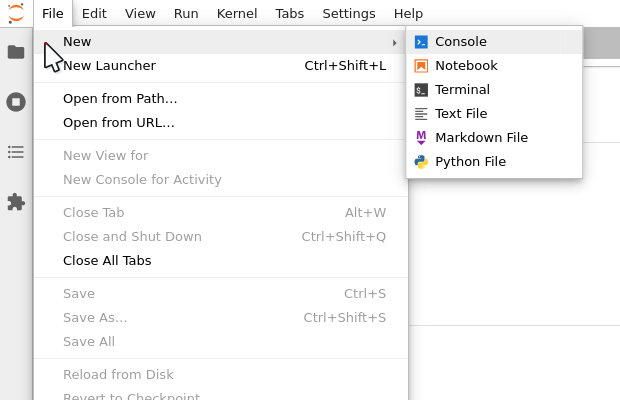 File Edit View Run Kernel Tabs Settings Help
New
New Launcher Ctrl+Shift+L
Open from Path…
Open from URL…
New View for
New Console for Activity
Close Tab Alt+W
Close and Shut Down Ctrl+Shift+Q
Close All Tabs
Save Ctrl+S
Save As… Ctrl+Shift+S
Save All
Reload from Disk
Revert to Checkpoint
Console
Notebook
Terminal
Text File
Markdown File
Python File